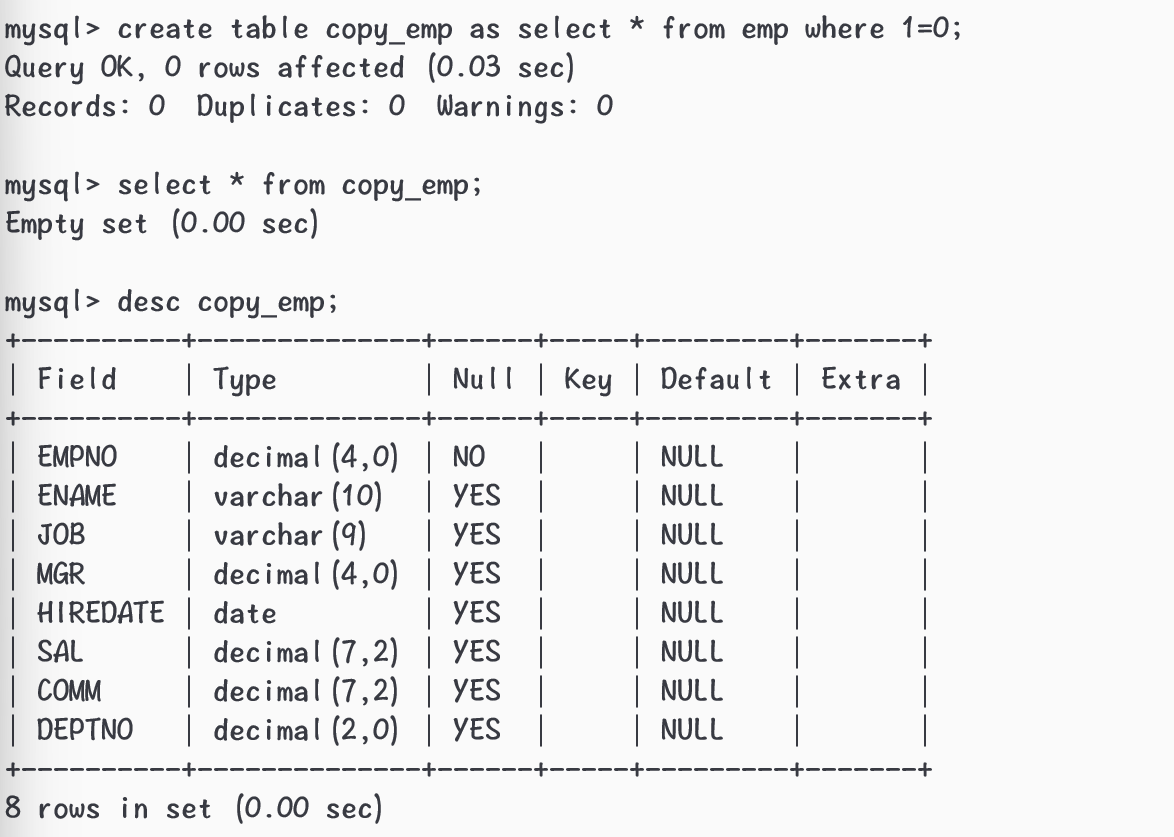 mysql> create table copy_emp as select * from emp where 1=0;
Query OK, 0 rows affected (0.03 sec)
Records: 0  Duplicates: 0  Warnings: 0

mysql> select * from copy_emp;
Empty set (0.00 sec)

mysql> desc copy_emp;
+----------+--------------+------+-----+---------+-------+
| Field    | Type         | Null | Key | Default | Extra |
+----------+--------------+------+-----+---------+-------+
| EMPNO    | decimal(4,0) | NO   |     | NULL    |       |
| ENAME    | varchar(10)  | YES  |     | NULL    |       |
| JOB      | varchar(9)   | YES  |     | NULL    |       |
| MGR      | decimal(4,0) | YES  |     | NULL    |       |
| HIREDATE | date         | YES  |     | NULL    |       |
| SAL      | decimal(7,2) | YES  |     | NULL    |       |
| COMM     | decimal(7,2) | YES  |     | NULL    |       |
| DEPTNO   | decimal(2,0) | YES  |     | NULL    |       |
+----------+--------------+------+-----+---------+-------+
8 rows in set (0.00 sec)